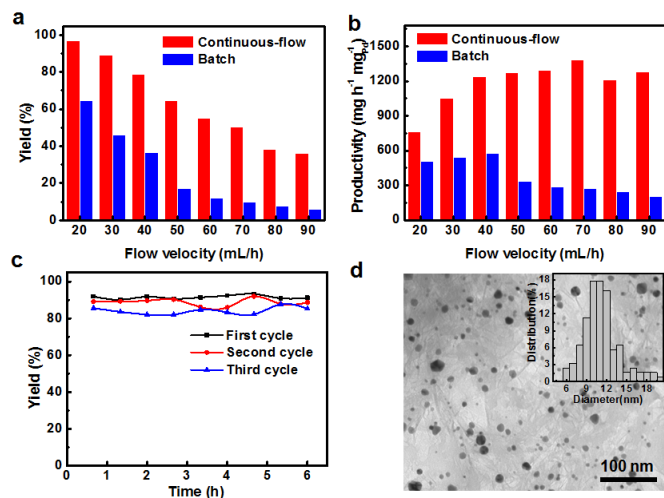 a
Continuous-flow
Batch
Yield (%)
100
80
60
40
20
0
20 30 40 50 60 70 80 90
Flow velocity (mL/h)
b
Continuous-flow
Batch
Productivity (mg h⁻¹ mg⁻¹Pd)
1200
900
600
300
0
20 30 40 50 60 70 80 90
Flow velocity (mL/h)
c
First cycle
Second cycle
Third cycle
Yield (%)
100
80
60
40
20
0
0 1 2 3 4 5 6
Time (h)
d
Distribution(%)
18
15
12
9
6
3
0
6 9 12 15 18
Diameter(nm)
100 nm